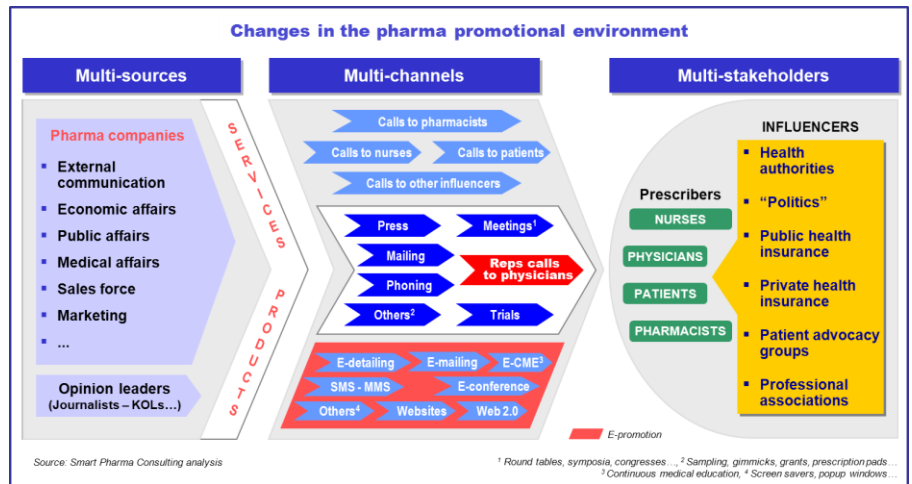 Changes in the pharma promotional environment
Multi-sources
Multi-channels
Multi-stakeholders
Pharma companies
▪ External
communication
▪ Economic affairs
▪ Public affairs
▪ Medical affairs
▪ Sales force
▪ Marketing
▪ ...
Opinion leaders
(Journalists – KOLs...)
SERVICES
PRODUCTS
Calls to pharmacists
Calls to nurses
Calls to patients
Calls to other influencers
Press
Meetings¹
Mailing
Reps calls
to physicians
Phoning
Others²
Trials
E-detailing
E-mailing
E-CME³
SMS - MMS
E-conference
Others⁴
Websites
Web 2.0
E-promotion
Prescribers
NURSES
PHYSICIANS
PATIENTS
PHARMACISTS
INFLUENCERS
▪ Health
authorities
▪ “Politics”
▪ Public health
insurance
▪ Private health
insurance
▪ Patient advocacy
groups
▪ Professional
associations
Source: Smart Pharma Consulting analysis
¹ Round tables, symposia, congresses..., ² Sampling, gimmicks, grants, prescription pads...
³ Continuous medical education, ⁴ Screen savers, popup windows...